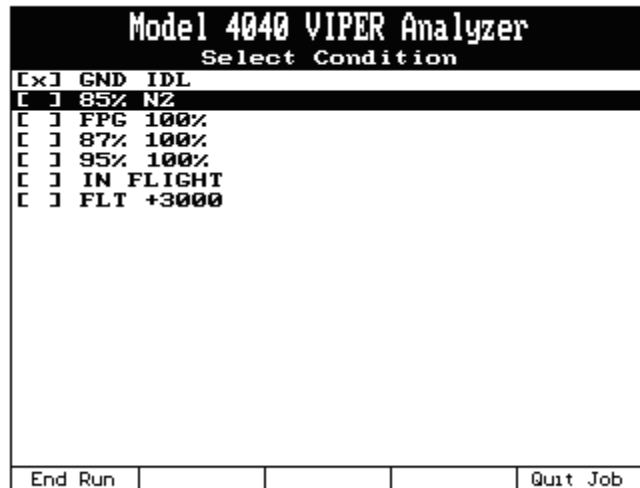 Model 4040 VIPER Analyzer
Select Condition
[x] GND IDL
[ ] 85% N2
[ ] FPG 100%
[ ] 87% 100%
[ ] 95% 100%
[ ] IN FLIGHT
[ ] FLT +3000
End Run Quit Job